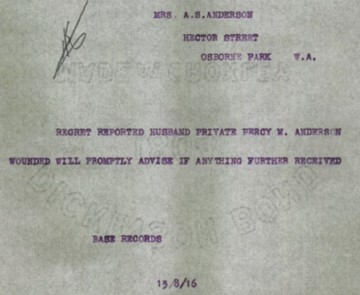 MRS. A.S.ANDERSON
HECTOR STREET
OSBORNE PARK W.A.
REGRET REPORTED HUSBAND PRIVATE PERCY M. ANDERSON
WOUNDED WILL PROMPTLY ADVISE IF ANYTHING FURTHER RECEIVED
BASE RECORDS
15/8/16